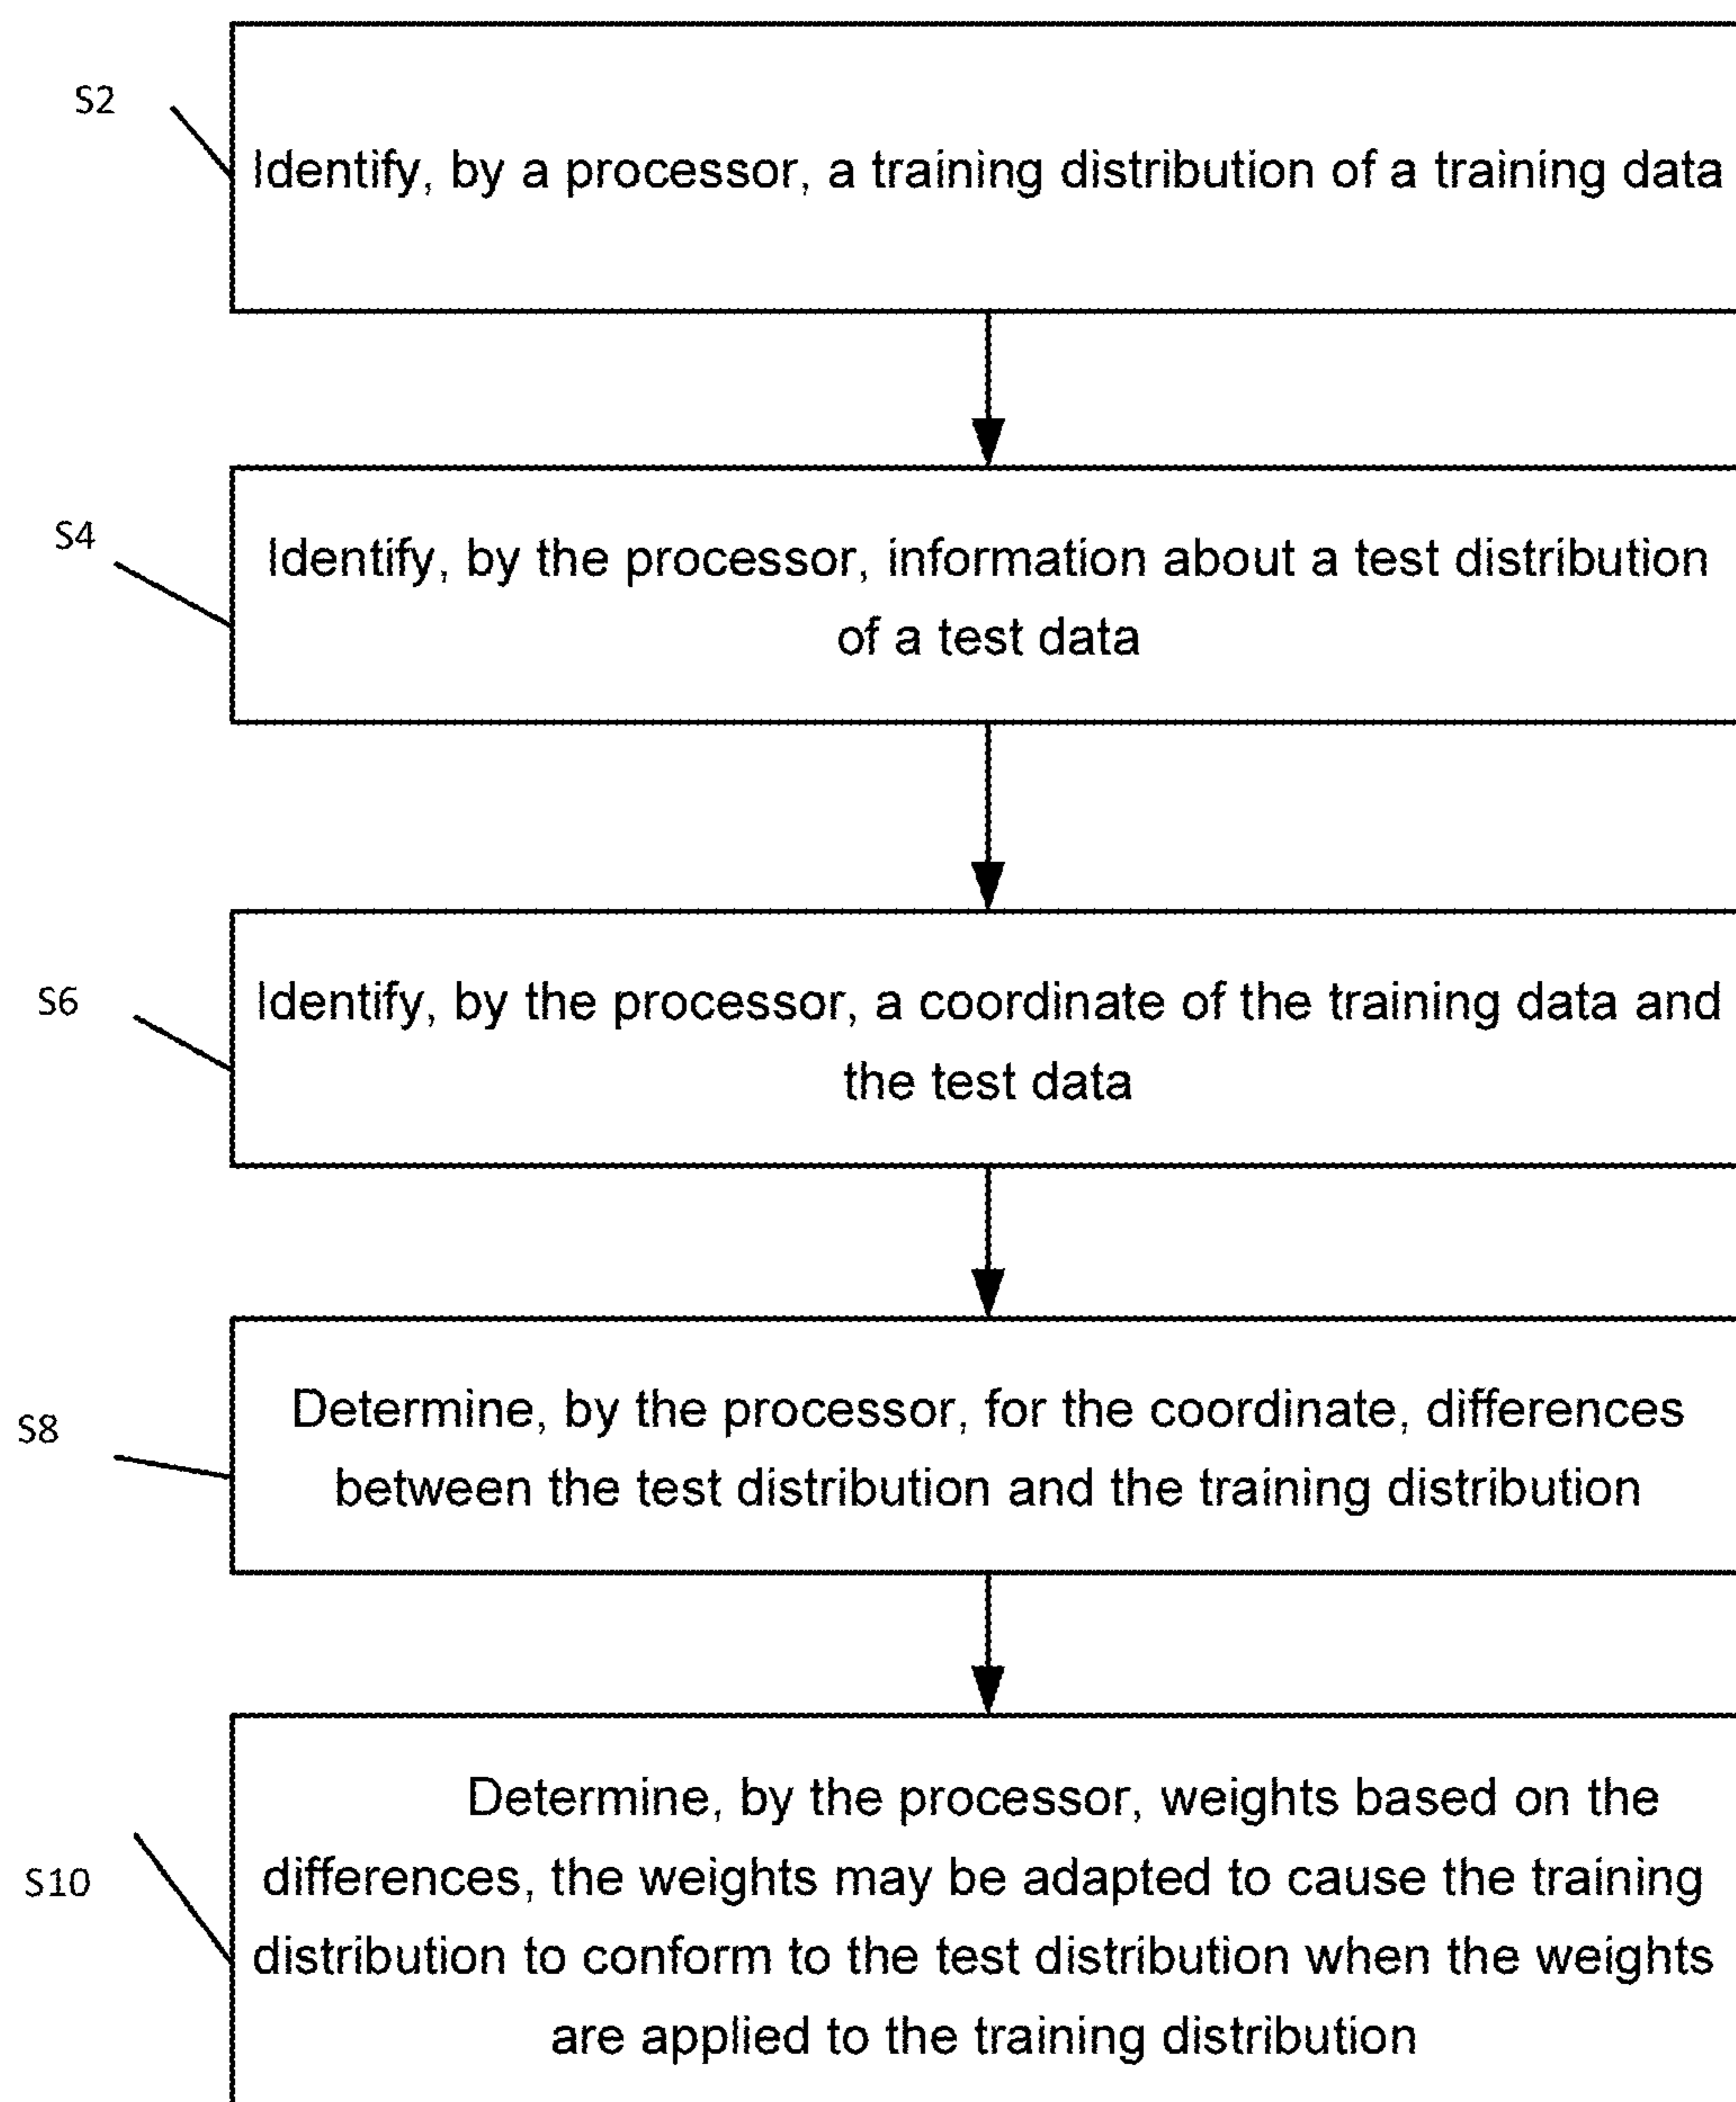 S2
Identify, by a processor, a training distribution of a training data
S4
Identify, by the processor, information about a test distribution
of a test data
S6
Identify, by the processor, a coordinate of the training data and
the test data
S8
Determine, by the processor, for the coordinate, differences
between the test distribution and the training distribution
S10
Determine, by the processor, weights based on the
differences, the weights may be adapted to cause the training
distribution to conform to the test distribution when the weights
are applied to the training distribution